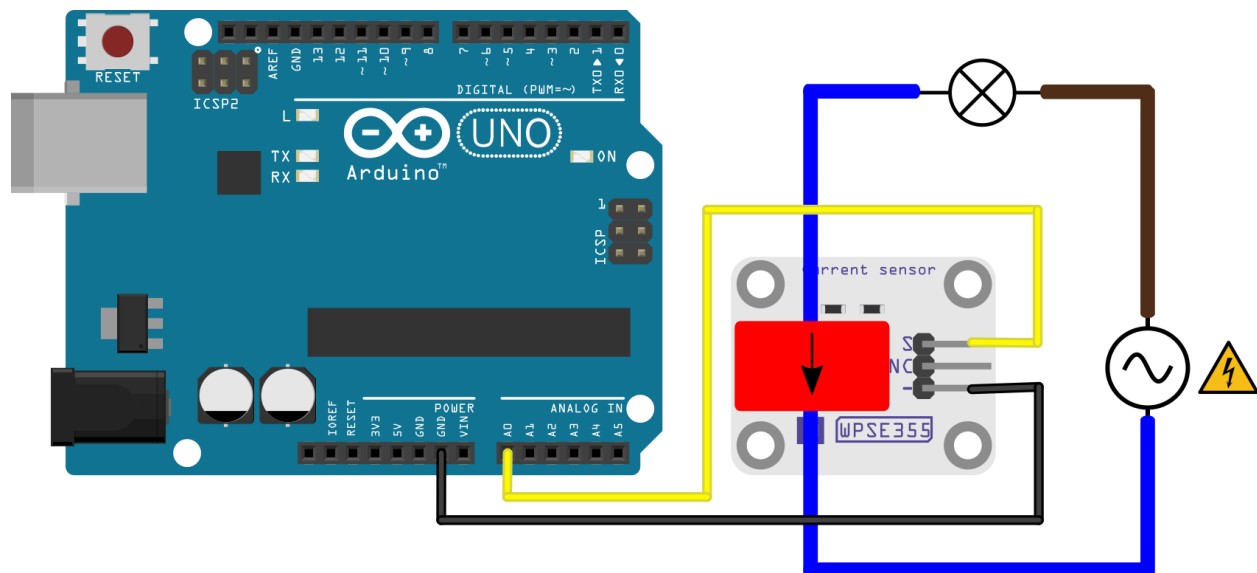 RESET
ICSP2
AREF
GND
13
12
~11
~10
~9
8
7
~6
~5
4
~3
2
TX0▶1
RX0◀0
DIGITAL (PWM=~)
L
TX
RX
UNO
Arduino™
ON
1
ICSP
Current sensor
S
NC
-
WPSE355
POWER
ANALOG IN
IOREF
RESET
3V3
5V
GND
GND
VIN
A0
A1
A2
A3
A4
A5